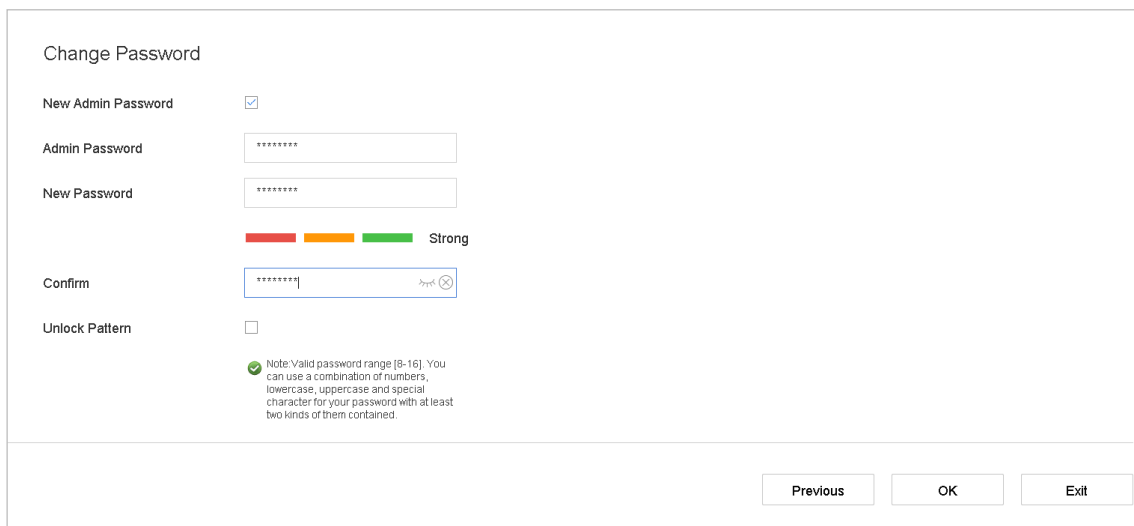 Change Password
New Admin Password
Admin Password ********
New Password ********
Strong
Confirm ********
Unlock Pattern
Note:Valid password range [8-16]. You
can use a combination of numbers,
lowercase, uppercase and special
character for your password with at least
two kinds of them contained.
Previous OK Exit